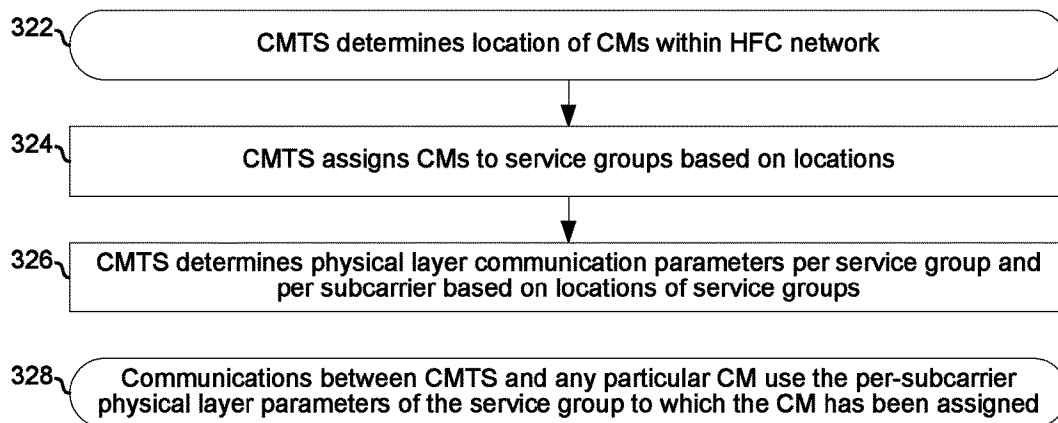 322
CMTS determines location of CMs within HFC network
324
CMTS assigns CMs to service groups based on locations
326
CMTS determines physical layer communication parameters per service group and
per subcarrier based on locations of service groups
328
Communications between CMTS and any particular CM use the per-subcarrier
physical layer parameters of the service group to which the CM has been assigned